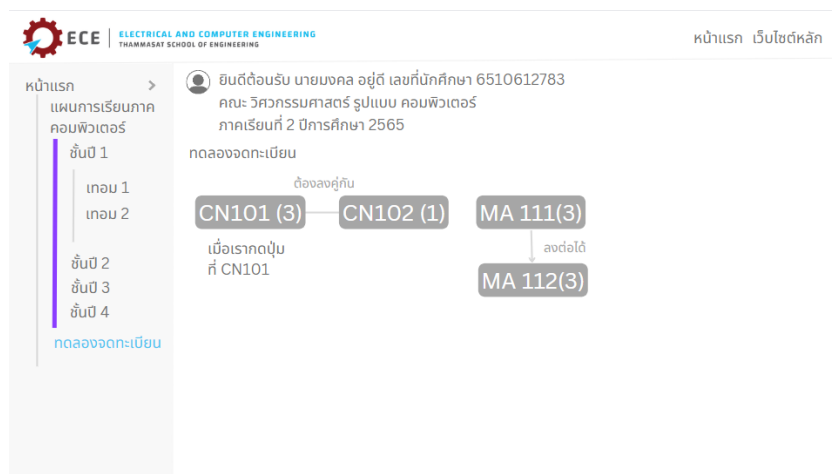 ECE
ELECTRICAL AND COMPUTER ENGINEERING
THAMMASAT SCHOOL OF ENGINEERING
หน้าแรก เว็บไซต์หลัก
หน้าแรก >
แผนการเรียนภาค
คอมพิวเตอร์
ชั้นปี 1
เทอม 1
เทอม 2
ชั้นปี 2
ชั้นปี 3
ชั้นปี 4
ทดลองจดทะเบียน
ยินดีต้อนรับ นายมงคล อยู่ดี เลขที่นักศึกษา 6510612783
คณะ วิศวกรรมศาสตร์ รูปแบบ คอมพิวเตอร์
ภาคเรียนที่ 2 ปีการศึกษา 2565
ทดลองจดทะเบียน
ต้องลงคู่กัน
CN101 (3) CN102 (1) MA 111(3)
เมื่อเรากดปุ่ม
ที่ CN101
ลงต่อได้
MA 112(3)